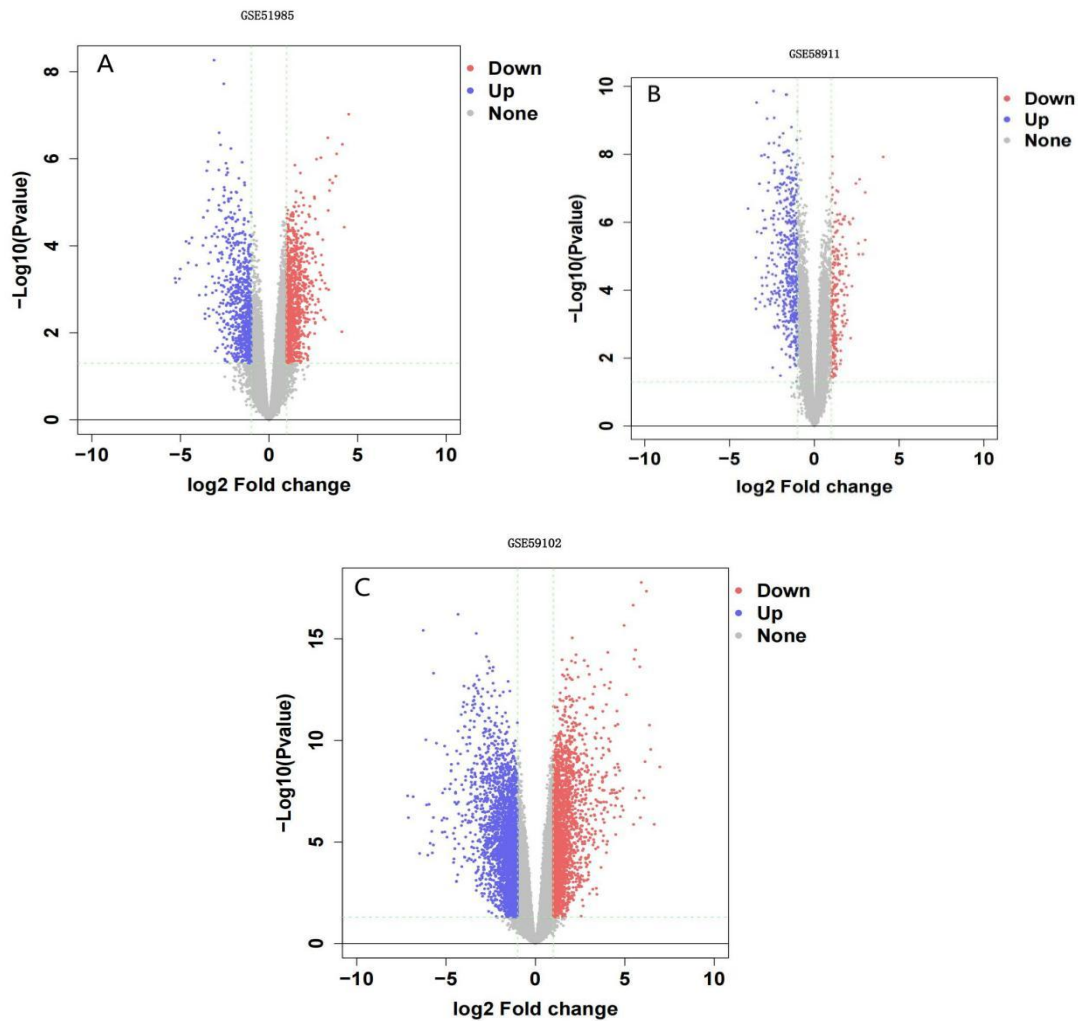 GSE51985
A
Down
Up
None
8
6
4
2
0
−Log10(Pvalue)
−10 −5 0 5 10
log2 Fold change
GSE58911
B
Down
Up
None
10
8
6
4
2
0
−Log10(Pvalue)
−10 −5 0 5 10
log2 Fold change
GSE59102
C
Down
Up
None
15
10
5
0
−Log10(Pvalue)
−10 −5 0 5 10
log2 Fold change